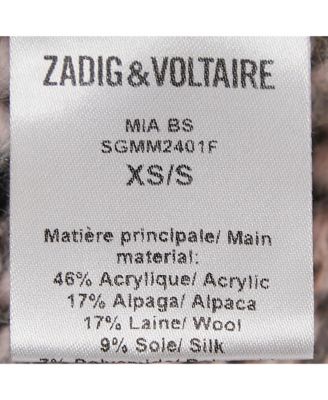 ZADIG&VOLTAIRE
MIA BS
SGMM2401F
XS/S
Matière principale/ Main
material:
46% Acrylique/ Acrylic
17% Alpaga/ Alpaca
17% Laine/ Wool
9% Soie/ Silk